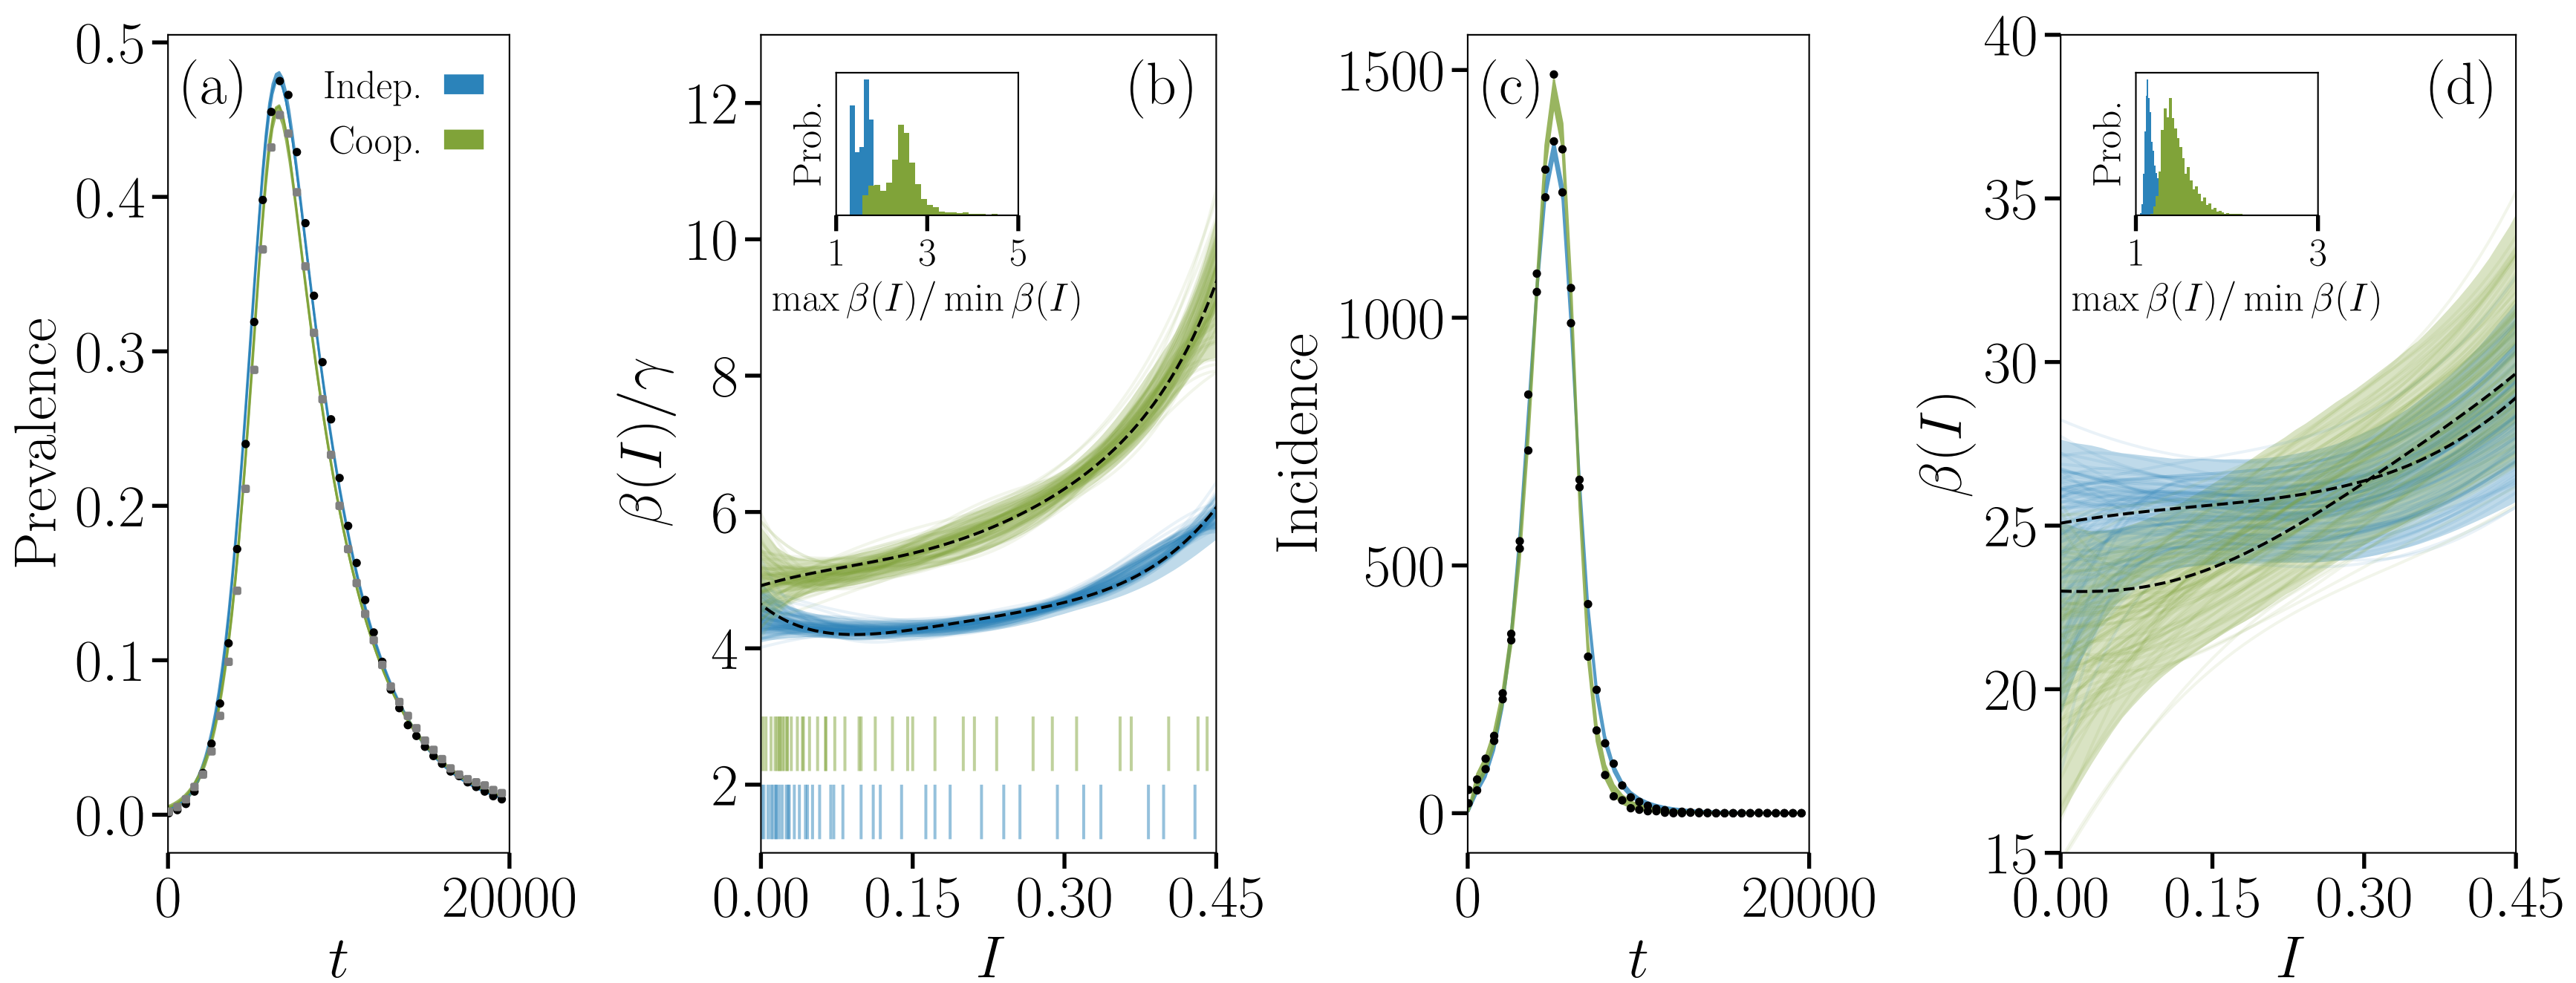 (a)
Indep.
Coop.
0.5
0.4
0.3
0.2
0.1
0.0
Prevalence
0
20000
t
(b)
12
10
8
6
4
2
β(I)/γ
Prob.
1
3
5
max β(I)/ min β(I)
0.00
0.15
0.30
0.45
I
(c)
1500
1000
500
0
Incidence
0
20000
t
(d)
40
35
30
25
20
15
β(I)
Prob.
1
3
max β(I)/ min β(I)
0.00
0.15
0.30
0.45
I